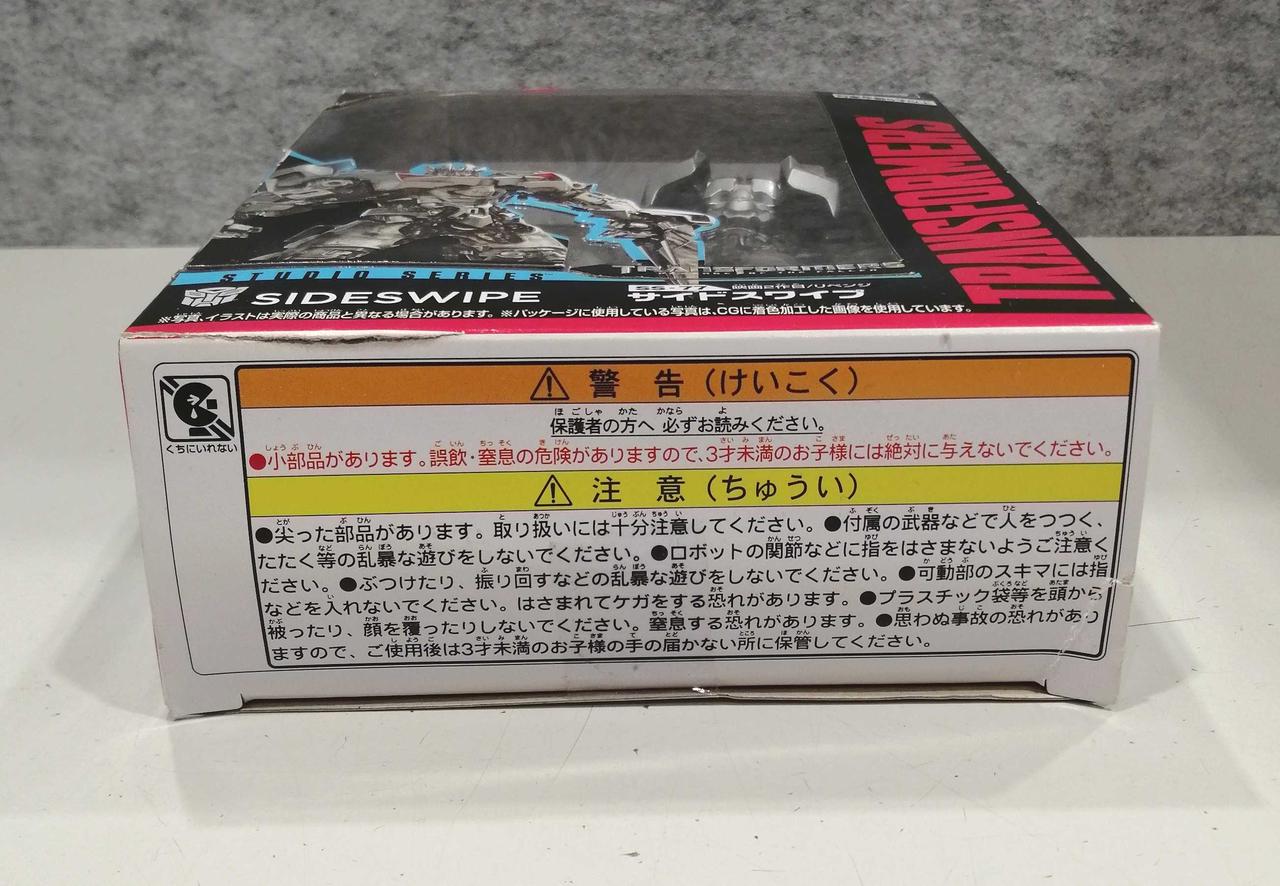 TRANSFORMERS
STUDIO SERIES
SIDESWIPE
映画2作目/リベンジ
サイドスワイプ
※写真、イラストは実際の商品と異なる場合があります。※パッケージに使用している写真は、CGに着色加工した画像を使用しています。
くちにいれない
警 告(けいこく)
保護者の方へ 必ずお読みください。
●小部品があります。誤飲・窒息の危険がありますので、3才未満のお子様には絶対に与えないでください。
注 意(ちゅうい)
●尖った部品があります。取り扱いには十分注意してください。●付属の武器などで人をつつく、
たたく等の乱暴な遊びをしないでください。●ロボットの関節などに指をはさまないようご注意く
ださい。●ぶつけたり、振り回すなどの乱暴な遊びをしないでください。●可動部のスキマには指
などを入れないでください。はさまれてケガをする恐れがあります。●プラスチック袋等を頭から
被ったり、顔を覆ったりしないでください。窒息する恐れがあります。●思わぬ事故の恐れがあり
ますので、ご使用後は3才未満のお子様の手の届かない所に保管してください。